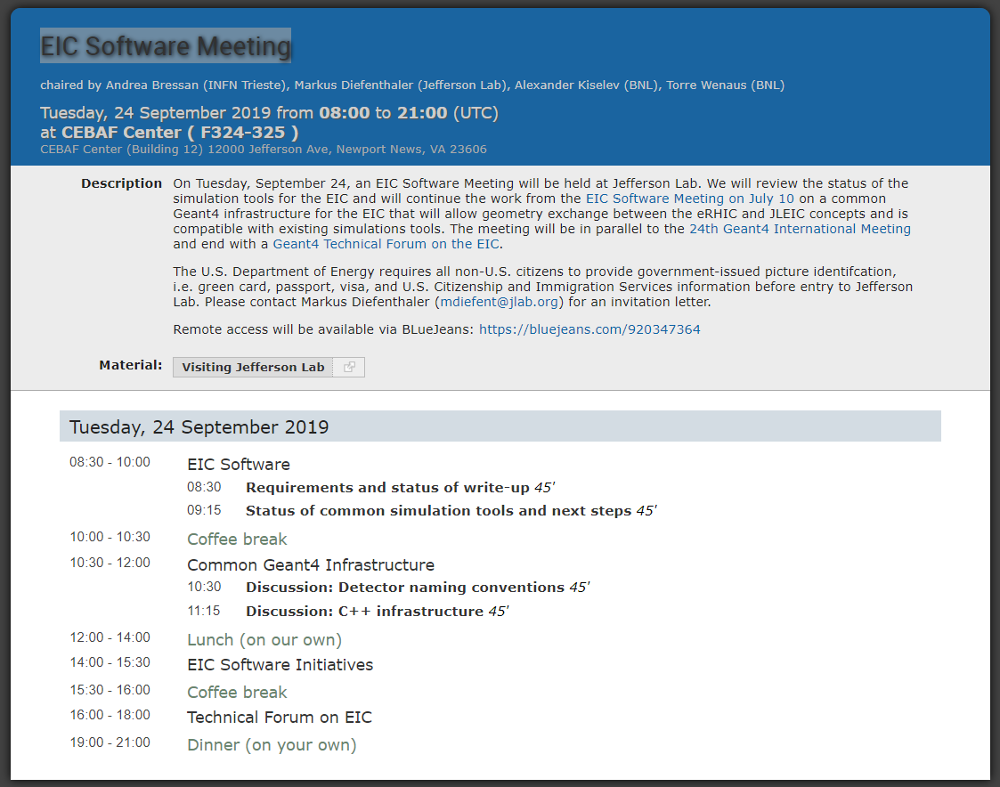 EIC Software Meeting
chaired by Andrea Bressan (INFN Trieste), Markus Diefenthaler (Jefferson Lab), Alexander Kiselev (BNL), Torre Wenaus (BNL)
Tuesday, 24 September 2019 from 08:00 to 21:00 (UTC)
at CEBAF Center ( F324-325 )
CEBAF Center (Building 12) 12000 Jefferson Ave, Newport News, VA 23606
Description On Tuesday, September 24, an EIC Software Meeting will be held at Jefferson Lab. We will review the status of the
simulation tools for the EIC and will continue the work from the EIC Software Meeting on July 10 on a common
Geant4 infrastructure for the EIC that will allow geometry exchange between the eRHIC and JLEIC concepts and is
compatible with existing simulations tools. The meeting will be in parallel to the 24th Geant4 International Meeting
and end with a Geant4 Technical Forum on the EIC.
The U.S. Department of Energy requires all non-U.S. citizens to provide government-issued picture identifcation,
i.e. green card, passport, visa, and U.S. Citizenship and Immigration Services information before entry to Jefferson
Lab. Please contact Markus Diefenthaler (mdiefent@jlab.org) for an invitation letter.
Remote access will be available via BLueJeans: https://bluejeans.com/920347364
Material: Visiting Jefferson Lab
Tuesday, 24 September 2019
08:30 - 10:00 EIC Software
08:30 Requirements and status of write-up 45'
09:15 Status of common simulation tools and next steps 45'
10:00 - 10:30 Coffee break
10:30 - 12:00 Common Geant4 Infrastructure
10:30 Discussion: Detector naming conventions 45'
11:15 Discussion: C++ infrastructure 45'
12:00 - 14:00 Lunch (on our own)
14:00 - 15:30 EIC Software Initiatives
15:30 - 16:00 Coffee break
16:00 - 18:00 Technical Forum on EIC
19:00 - 21:00 Dinner (on your own)